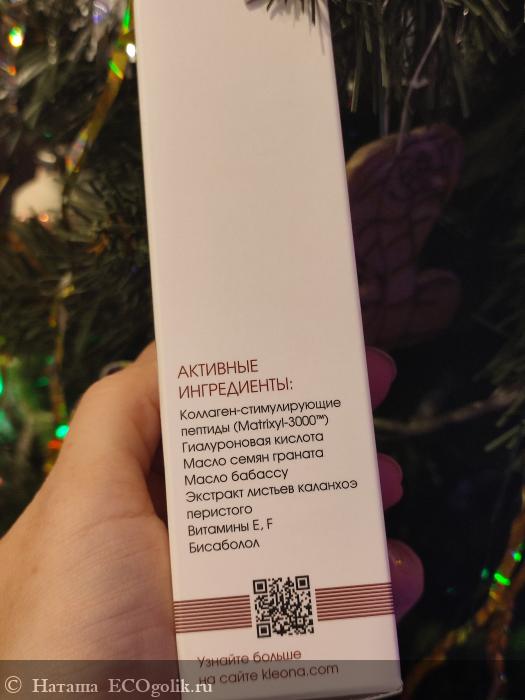 АКТИВНЫЕ
ИНГРЕДИЕНТЫ:
Коллаген-стимулирующие
пептиды (Matrixyl-3000™)
Гиалуроновая кислота
Масло семян граната
Масло бабассу
Экстракт листьев каланхоэ
перистого
Витамины E, F
Бисаболол
Узнайте больше
на сайте kleona.com
© Наташа ECOgolik.ru